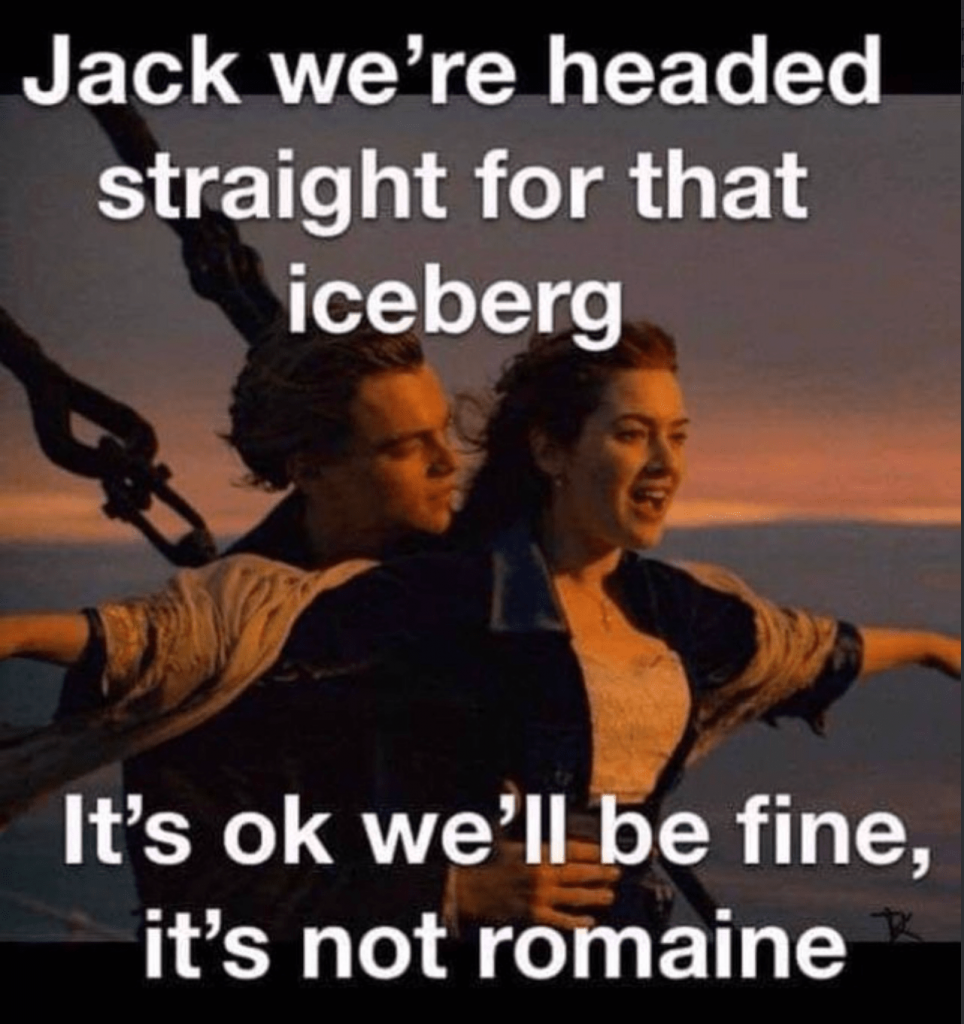 Jack we're headed
straight for that
iceberg
It's ok we'll be fine,
it's not romaine